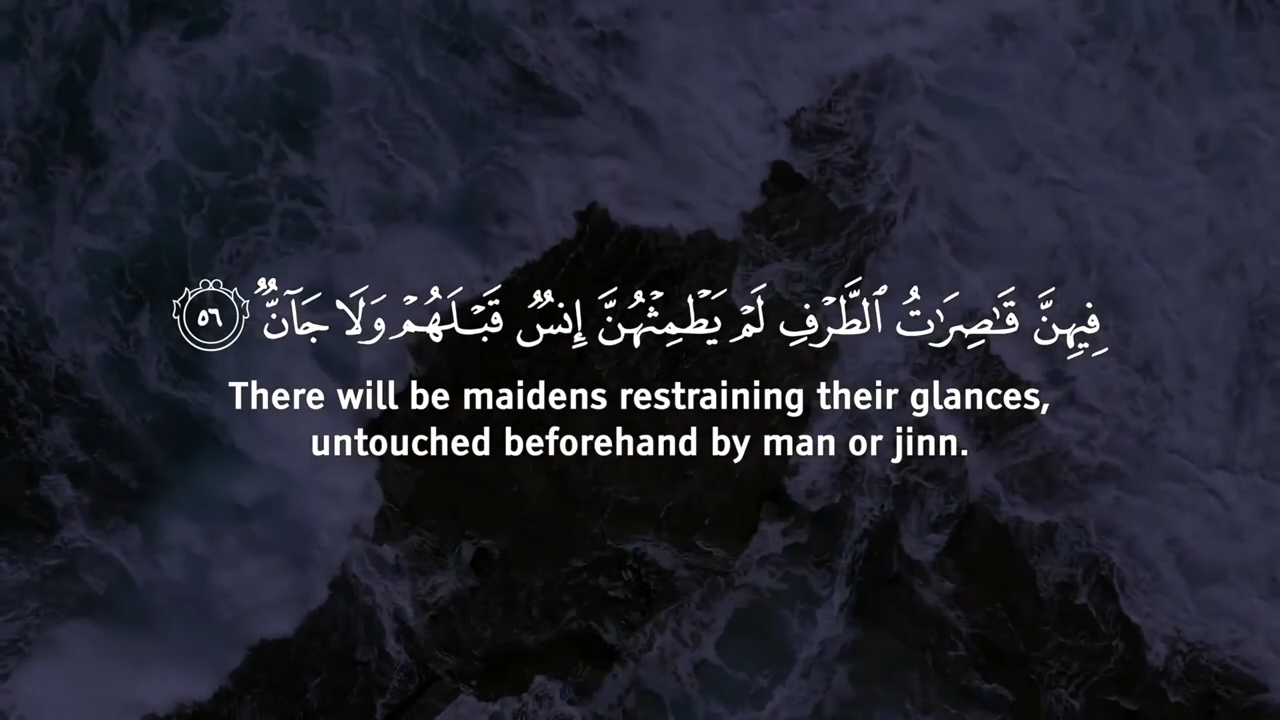 فِيهِنَّ قَـٰصِرَٰتُ ٱلطَّرْفِ لَمْ يَطْمِثْهُنَّ إِنسٌۭ قَبْلَهُمْ وَلَا جَآنٌّۭ ٥٦
There will be maidens restraining their glances,
untouched beforehand by man or jinn.